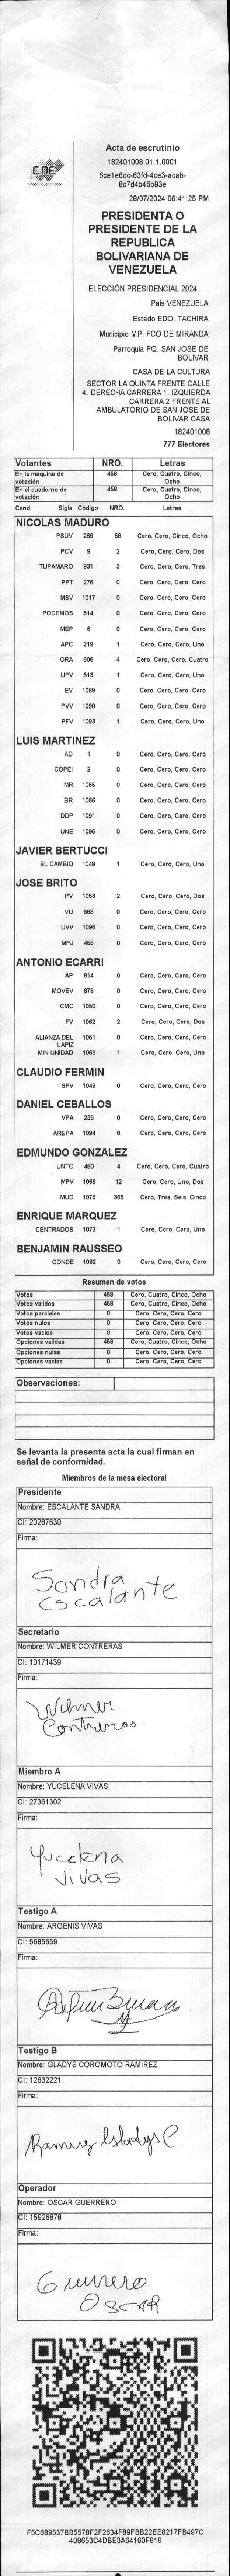 CNE
Acta de escrutinio
182401008.01.1.0001
6ce1e6dc-63fd-4ce3-acab-
8c7d4b46b93e
28/07/2024 06:41:25 PM
PRESIDENTA O
PRESIDENTE DE LA
REPUBLICA
BOLIVARIANA DE
VENEZUELA
ELECCIÓN PRESIDENCIAL 2024
Pais VENEZUELA
Estado EDO. TACHIRA
Municipio MP. FCO DE MIRANDA
Parroquia PQ. SAN JOSE DE
BOLIVAR
CASA DE LA CULTURA
SECTOR LA QUINTA FRENTE CALLE
4. DERECHA CARRERA 1. IZQUIERDA
CARRERA 2 FRENTE AL
AMBULATORIO DE SAN JOSE DE
BOLIVAR CASA
182401008
777 Electores
Votantes NRO. Letras
En la máquina de votación 458 Cero, Cuatro, Cinco, Ocho
En el cuaderno de votación 458 Cero, Cuatro, Cinco, Ocho
Cand. Sigla Código NRO. Letras
NICOLAS MADURO
PSUV 269 58 Cero, Cero, Cinco, Ocho
PCV 9 2 Cero, Cero, Cero, Dos
TUPAMARO 931 3 Cero, Cero, Cero, Tres
PPT 276 0 Cero, Cero, Cero, Cero
MSV 1017 0 Cero, Cero, Cero, Cero
PODEMOS 514 0 Cero, Cero, Cero, Cero
MEP 6 0 Cero, Cero, Cero, Cero
APC 219 1 Cero, Cero, Cero, Uno
ORA 906 4 Cero, Cero, Cero, Cuatro
UPV 513 1 Cero, Cero, Cero, Uno
EV 1089 0 Cero, Cero, Cero, Cero
PVV 1090 0 Cero, Cero, Cero, Cero
PFV 1093 1 Cero, Cero, Cero, Uno
LUIS MARTINEZ
AD 1 0 Cero, Cero, Cero, Cero
COPEI 2 0 Cero, Cero, Cero, Cero
MR 1065 0 Cero, Cero, Cero, Cero
BR 1066 0 Cero, Cero, Cero, Cero
DDP 1091 0 Cero, Cero, Cero, Cero
UNE 1095 0 Cero, Cero, Cero, Cero
JAVIER BERTUCCI
EL CAMBIO 1048 1 Cero, Cero, Cero, Uno
JOSE BRITO
PV 1053 2 Cero, Cero, Cero, Dos
VU 868 0 Cero, Cero, Cero, Cero
UVV 1096 0 Cero, Cero, Cero, Cero
MPJ 458 0 Cero, Cero, Cero, Cero
ANTONIO ECARRI
AP 814 0 Cero, Cero, Cero, Cero
MOVEV 878 0 Cero, Cero, Cero, Cero
CMC 1050 0 Cero, Cero, Cero, Cero
FV 1062 2 Cero, Cero, Cero, Dos
ALIANZA DEL LAPIZ 1051 0 Cero, Cero, Cero, Cero
MIN UNIDAD 1068 1 Cero, Cero, Cero, Uno
CLAUDIO FERMIN
SPV 1049 0 Cero, Cero, Cero, Cero
DANIEL CEBALLOS
VPA 236 0 Cero, Cero, Cero, Cero
AREPA 1094 0 Cero, Cero, Cero, Cero
EDMUNDO GONZALEZ
UNTC 460 4 Cero, Cero, Cero, Cuatro
MPV 1069 12 Cero, Cero, Uno, Dos
MUD 1075 365 Cero, Tres, Seis, Cinco
ENRIQUE MARQUEZ
CENTRADOS 1073 1 Cero, Cero, Cero, Uno
BENJAMIN RAUSSEO
CONDE 1092 0 Cero, Cero, Cero, Cero
Resumen de votos
Votos 458 Cero, Cuatro, Cinco, Ocho
Votos validos 458 Cero, Cuatro, Cinco, Ocho
Votos parciales 0 Cero, Cero, Cero, Cero
Votos nulos 0 Cero, Cero, Cero, Cero
Votos vacios 0 Cero, Cero, Cero, Cero
Opciones validas 458 Cero, Cuatro, Cinco, Ocho
Opciones nulas 0 Cero, Cero, Cero, Cero
Opciones vacias 0 Cero, Cero, Cero, Cero
Observaciones:
Se levanta la presente acta la cual firman en
señal de conformidad.
Miembros de la mesa electoral
Presidente
Nombre: ESCALANTE SANDRA
CI: 20287630
Firma:
Sandra
Escalante
Secretario
Nombre: WILMER CONTRERAS
CI: 10171439
Firma:
Wilmer
Contreras
Miembro A
Nombre: YUCELENA VIVAS
CI: 27361302
Firma:
Yucelena
Vivas
Testigo A
Nombre: ARGENIS VIVAS
CI: 5685659
Firma:
Testigo B
Nombre: GLADYS COROMOTO RAMIREZ
CI: 12632221
Firma:
Ramirez Gladys C.
Operador
Nombre: OSCAR GUERRERO
CI: 15926878
Firma:
Guerrero
OSCAR
F5C689537BB5578F2F2634F89FBB22EE8217FB497C
408653C4DBE3A64160F919